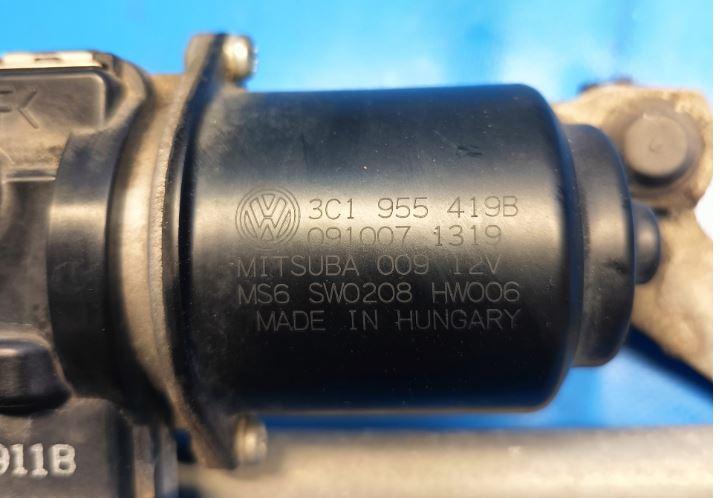 3C1 955 419B
091007 1319
MITSUBA 009 12V
MS6 SW0208 HW006
MADE IN HUNGARY
911B